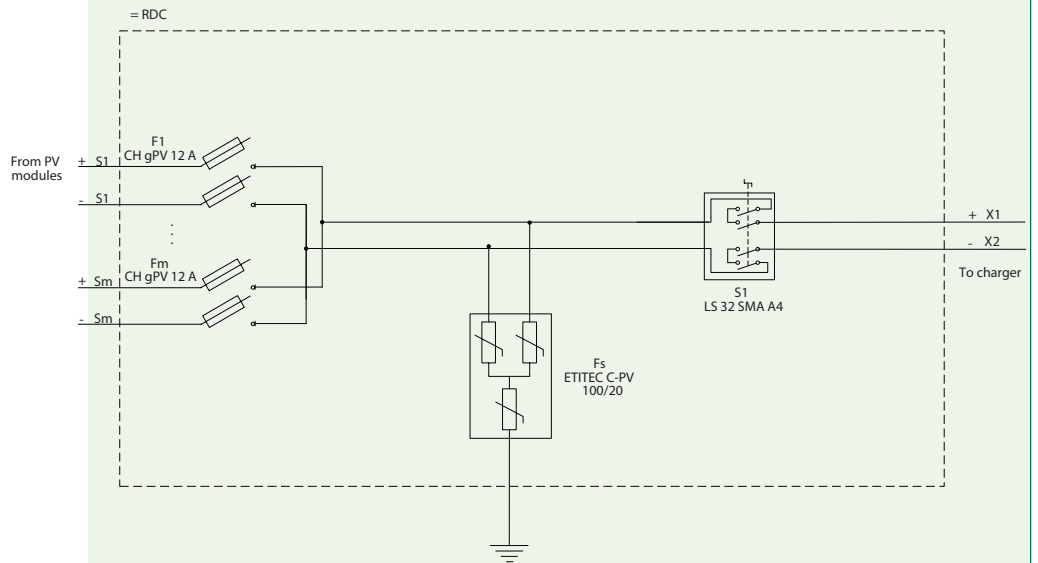 = RDC
F1
CH gPV 12 A
From PV
modules
+ S1
- S1
Fm
CH gPV 12 A
+ Sm
- Sm
+ X1
- X2
To charger
S1
LS 32 SMA A4
Fs
ETITEC C-PV
100/20